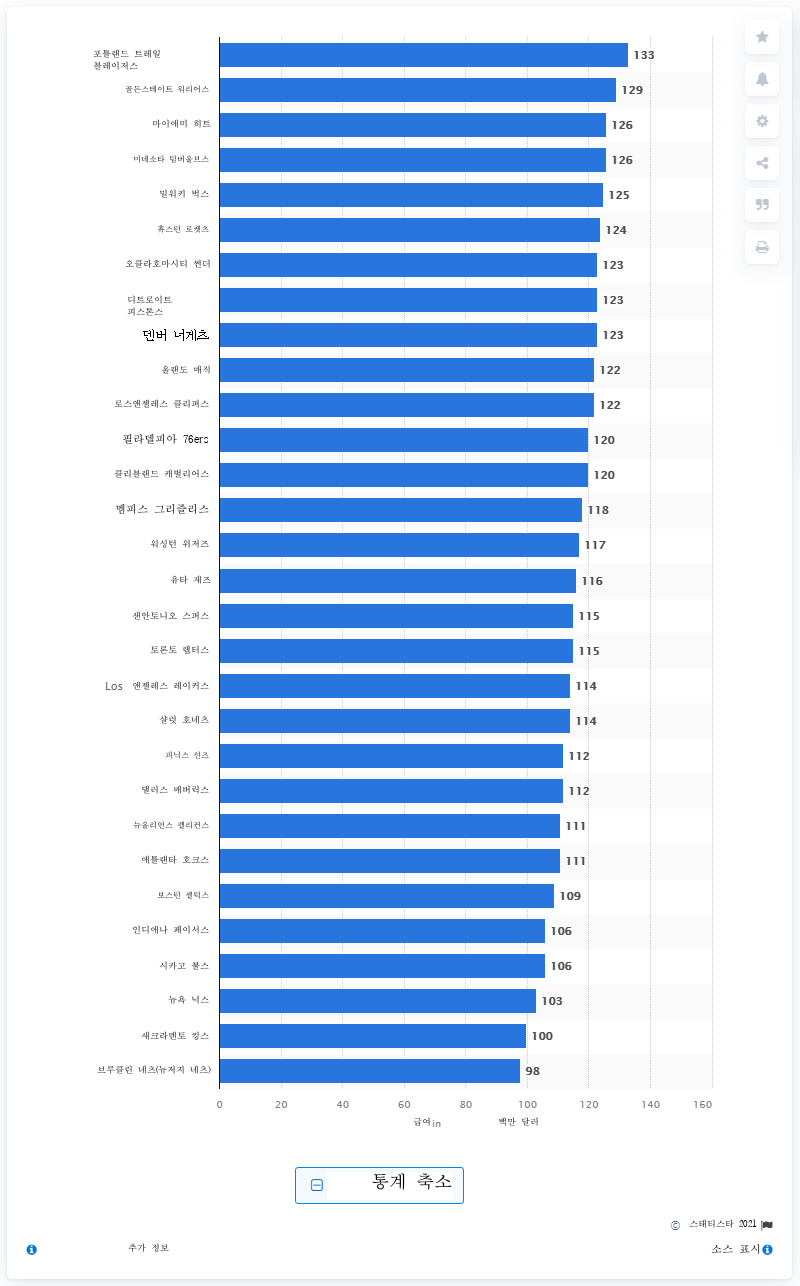 포틀랜드 트레일
블레이저스
133
골든스테이트 워리어스
129
마이애미 히트
126
미네소타 팀버울브스
126
밀워키 벅스
125
휴스턴 로켓츠
124
오클라호마시티 썬더
123
디트로이트
피스톤스
123
덴버 너게츠
123
올랜도 매직
122
로스앤젤레스 클리퍼스
122
필라델피아 76ers
120
클리블랜드 캐벌리어스
120
멤피스 그리즐리스
118
워싱턴 위저즈
117
유타 재즈
116
샌안토니오 스퍼스
115
토론토 랩터스
115
Los 앤젤레스 레이커스
114
샬럿 호네츠
114
피닉스 선즈
112
댈러스 매버릭스
112
뉴올리언스 펠리컨스
111
애틀랜타 호크스
111
보스턴 셀틱스
109
인디애나 페이서스
106
시카고 불스
106
뉴욕 닉스
103
새크라멘토 킹스
100
브루클린 네츠(뉴저지 네츠)
98
0 20 40 60 80 100 120 140 160
급여in 백만 달러
통계 축소
© 스태티스타 2021
추가 정보
소스 표시